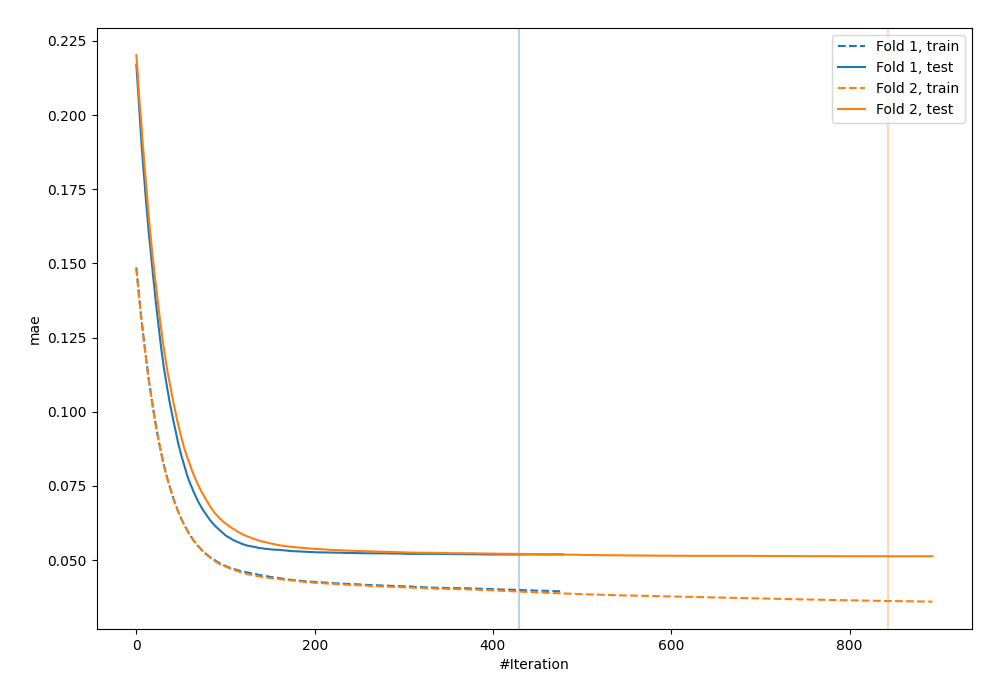 0.225
0.200
0.175
0.150
0.125
0.100
0.075
0.050
mae
0
200
400
600
800
#Iteration
Fold 1, train
Fold 1, test
Fold 2, train
Fold 2, test